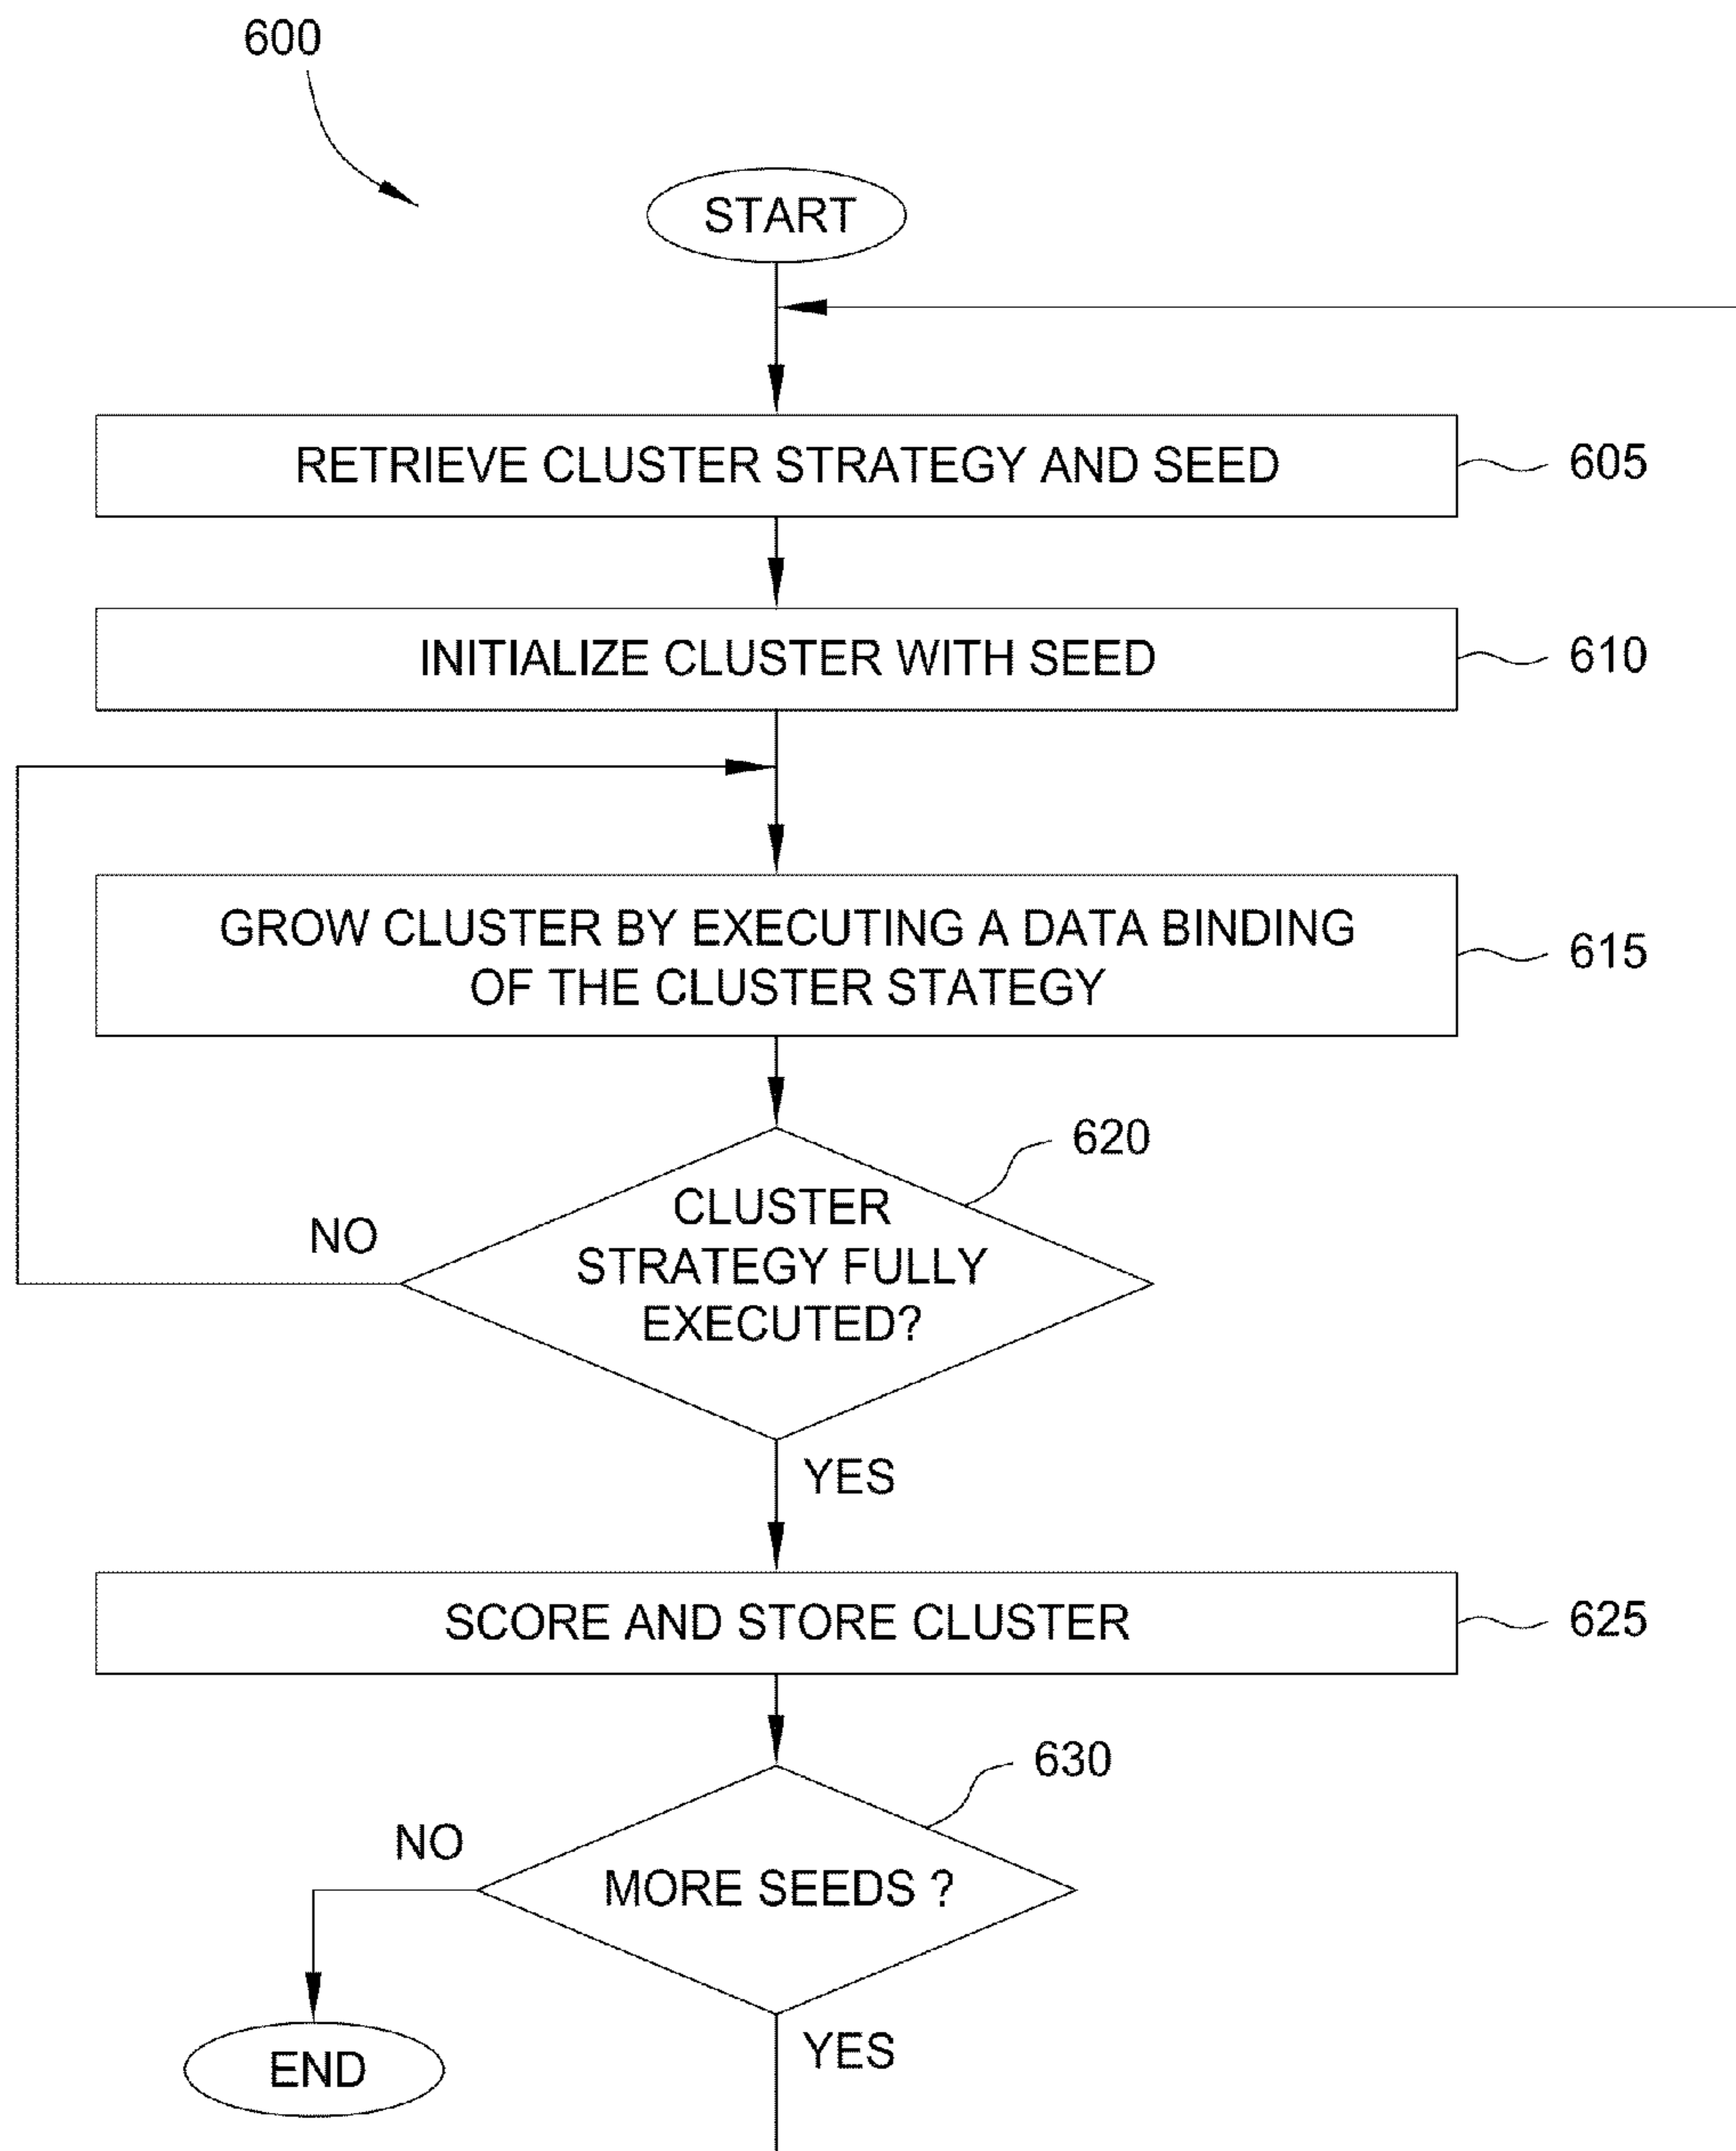 600
START
RETRIEVE CLUSTER STRATEGY AND SEED
605
INITIALIZE CLUSTER WITH SEED
610
GROW CLUSTER BY EXECUTING A DATA BINDING
OF THE CLUSTER STATEGY
615
620
CLUSTER
STRATEGY FULLY
EXECUTED?
NO
YES
SCORE AND STORE CLUSTER
625
630
NO
MORE SEEDS ?
YES
END